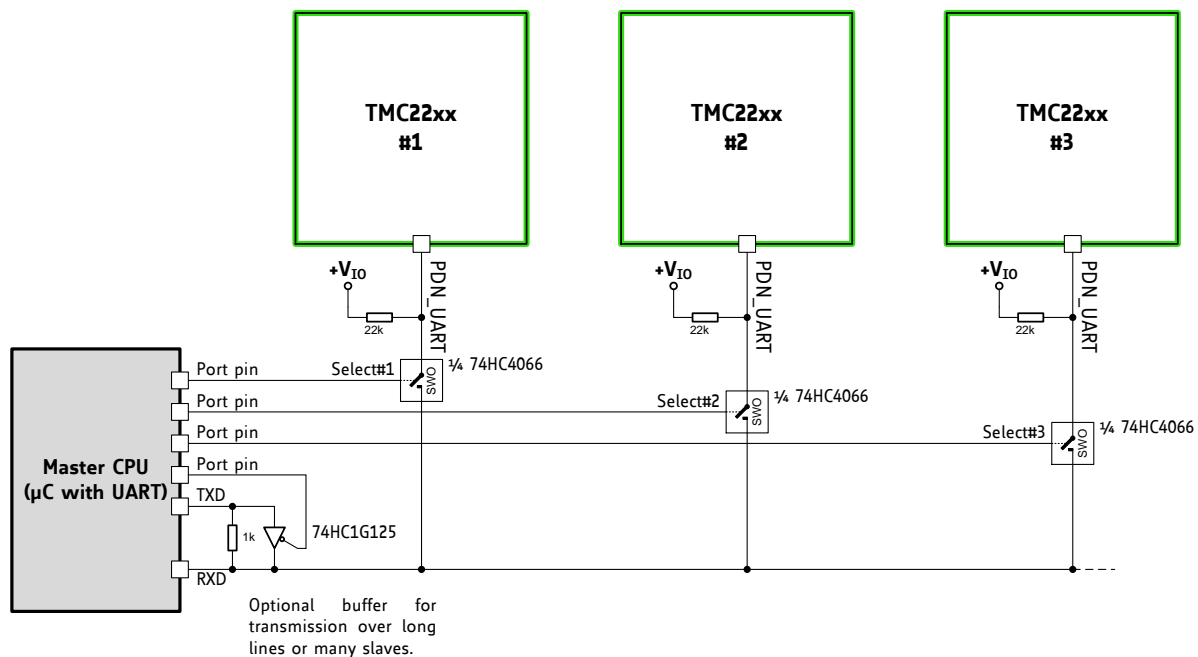 TMC22xx
#1
TMC22xx
#2
TMC22xx
#3
+VIO
22k
PDN_UART
+VIO
22k
PDN_UART
+VIO
22k
PDN_UART
Port pin
Select#1
SWO
¼ 74HC4066
Port pin
Select#2
SWO
¼ 74HC4066
Port pin
Select#3
SWO
¼ 74HC4066
Port pin
Master CPU
(µC with UART)
TXD
1k
74HC1G125
RXD
Optional buffer for
transmission over long
lines or many slaves.